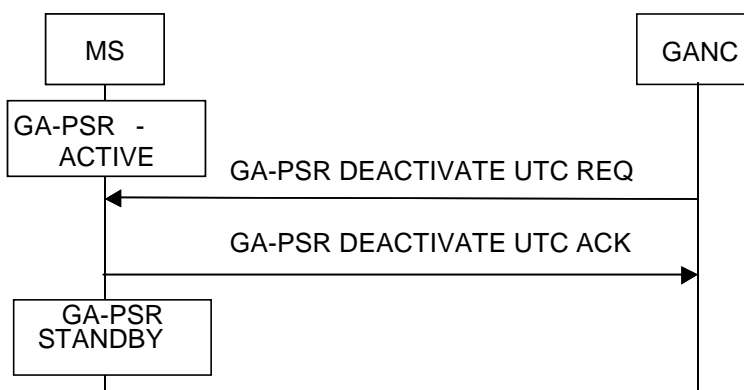 MS
GANC
GA-PSR -
ACTIVE
GA-PSR DEACTIVATE UTC REQ
GA-PSR DEACTIVATE UTC ACK
GA-PSR
STANDBY